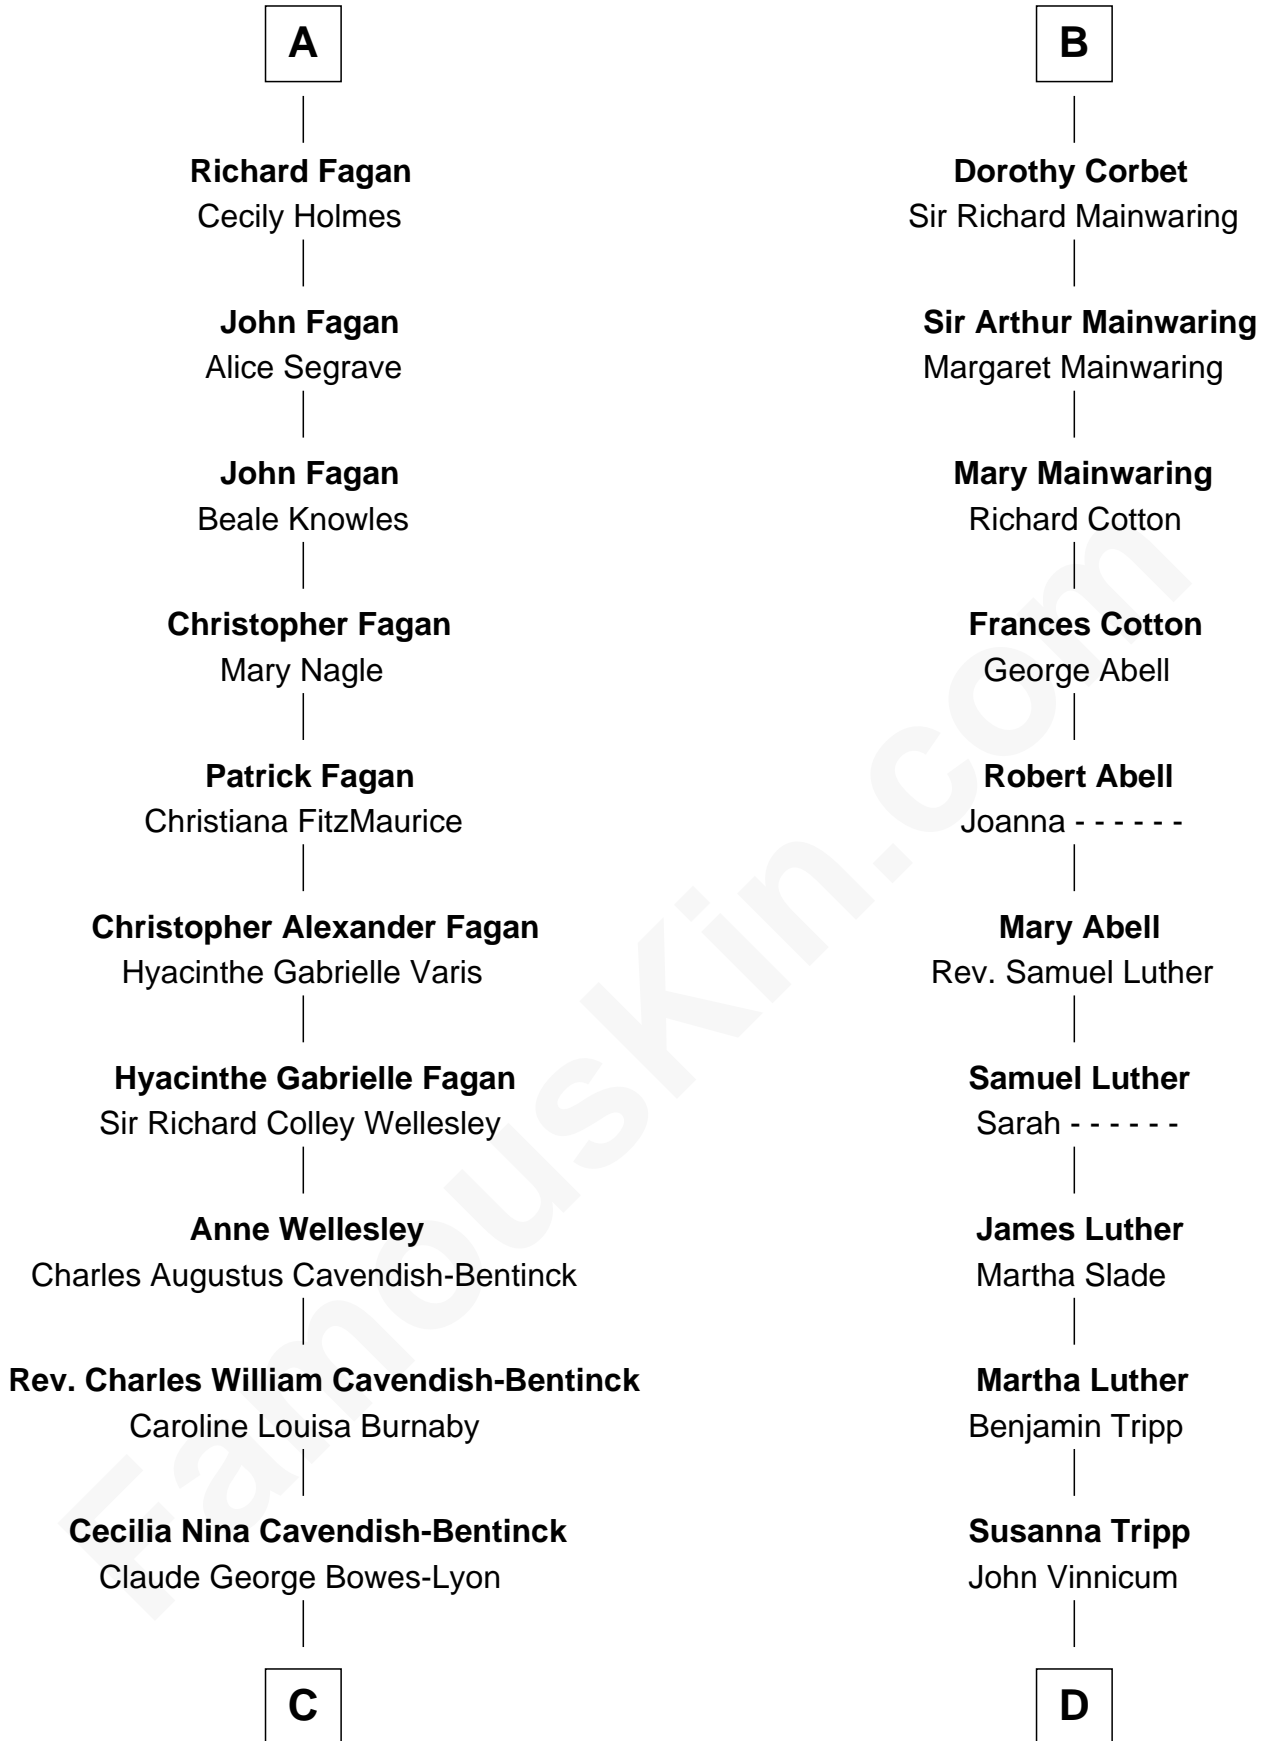 A
Richard Fagan
Cecily Holmes
John Fagan
Alice Segrave
John Fagan
Beale Knowles
Christopher Fagan
Mary Nagle
Patrick Fagan
Christiana FitzMaurice
Christopher Alexander Fagan
Hyacinthe Gabrielle Varis
Hyacinthe Gabrielle Fagan
Sir Richard Colley Wellesley
Anne Wellesley
Charles Augustus Cavendish-Bentinck
Rev. Charles William Cavendish-Bentinck
Caroline Louisa Burnaby
Cecilia Nina Cavendish-Bentinck
Claude George Bowes-Lyon
C
B
Dorothy Corbet
Sir Richard Mainwaring
Sir Arthur Mainwaring
Margaret Mainwaring
Mary Mainwaring
Richard Cotton
Frances Cotton
George Abell
Robert Abell
Joanna - - - - - -
Mary Abell
Rev. Samuel Luther
Samuel Luther
Sarah - - - - - -
James Luther
Martha Slade
Martha Luther
Benjamin Tripp
Susanna Tripp
John Vinnicum
D
FamousKin.com